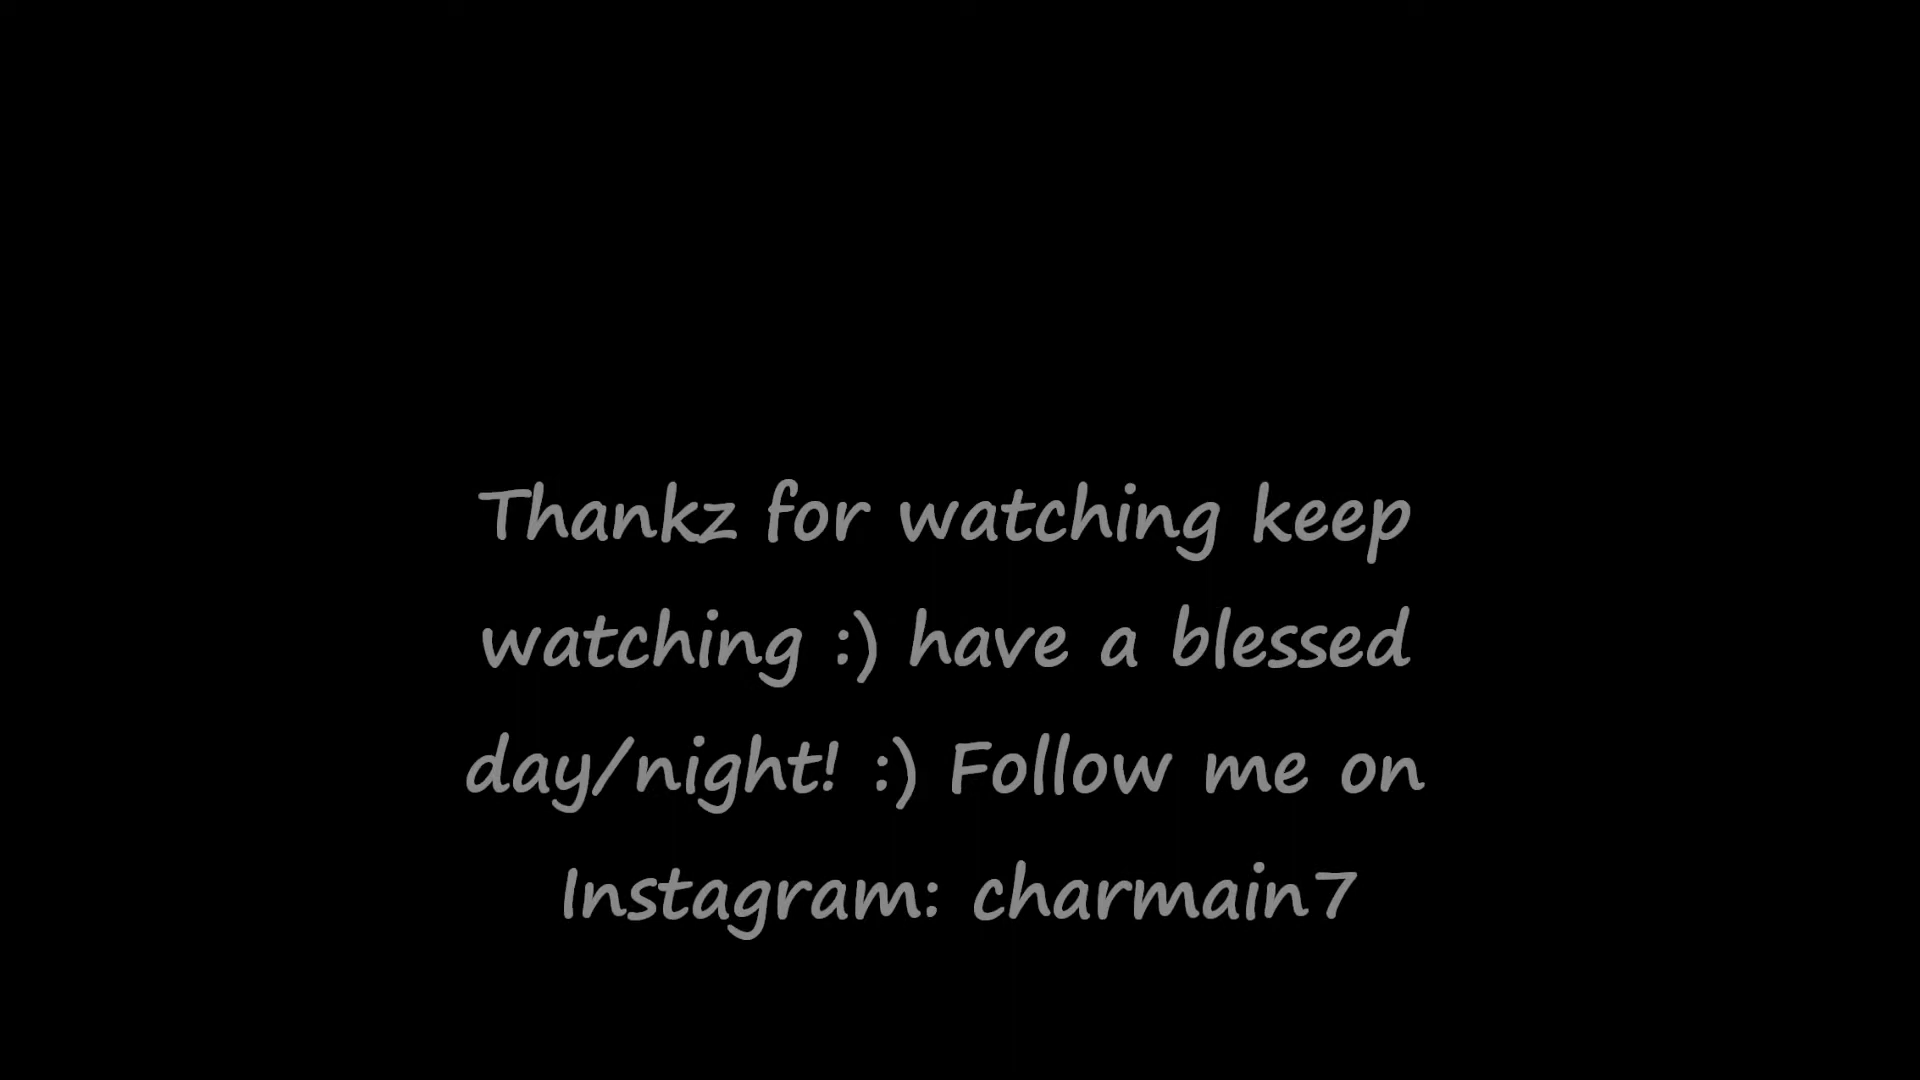 Thankz for watching keep
watching :) have a blessed
day/night! :) Follow me on
Instagram: charmain7